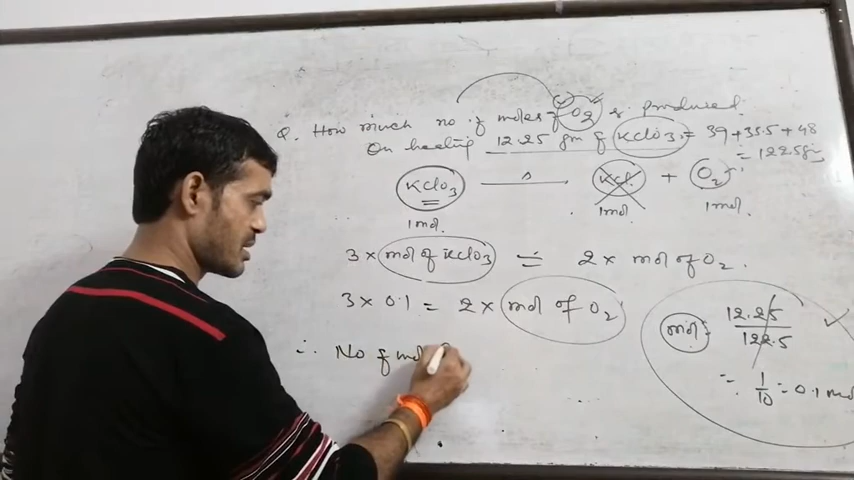 Q. How much no. of moles of O2 is produced
On heating 12.25 gm of KClO3 = 39+35.5+48
= 122.5gm
KClO3 —Δ→ KCl + O2
1 mol. 1 mol. 1 mol.
3 × mol of KClO3 = 2 × mol of O2.
3 × 0.1 = 2 × mol of O2
∴ No of mol
mol = 12.25 / 122.5
= 1/10 = 0.1 mol